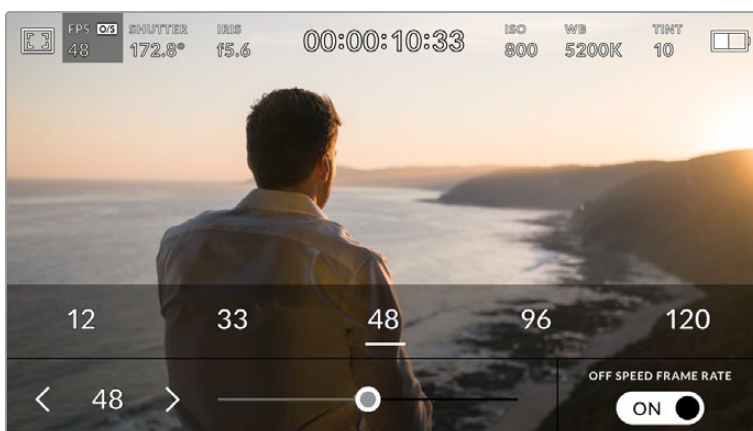 FPS O/S SHUTTER IRIS 00:00:10:33 ISO WB TINT
48 172.8° f5.6 800 5200K 10
12 33 48 96 120
OFF SPEED FRAME RATE
< 48 > ON